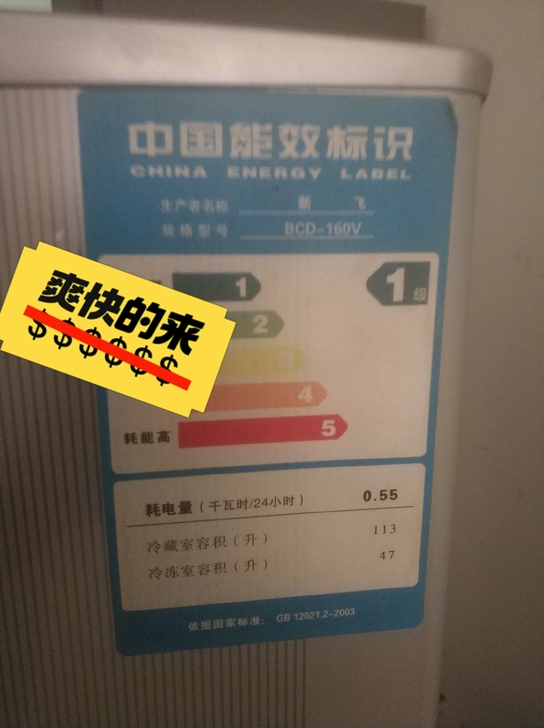 中国能效标识
CHINA ENERGY LABEL
生产者名称 新 飞
规格型号 BCD-160V
1
1级
2
4
耗能高 5
爽快的来
$$$$$$
耗电量（千瓦时/24小时） 0.55
冷藏室容积（升） 113
冷冻室容积（升） 47
依据国家标准： GB 12021.2-2003